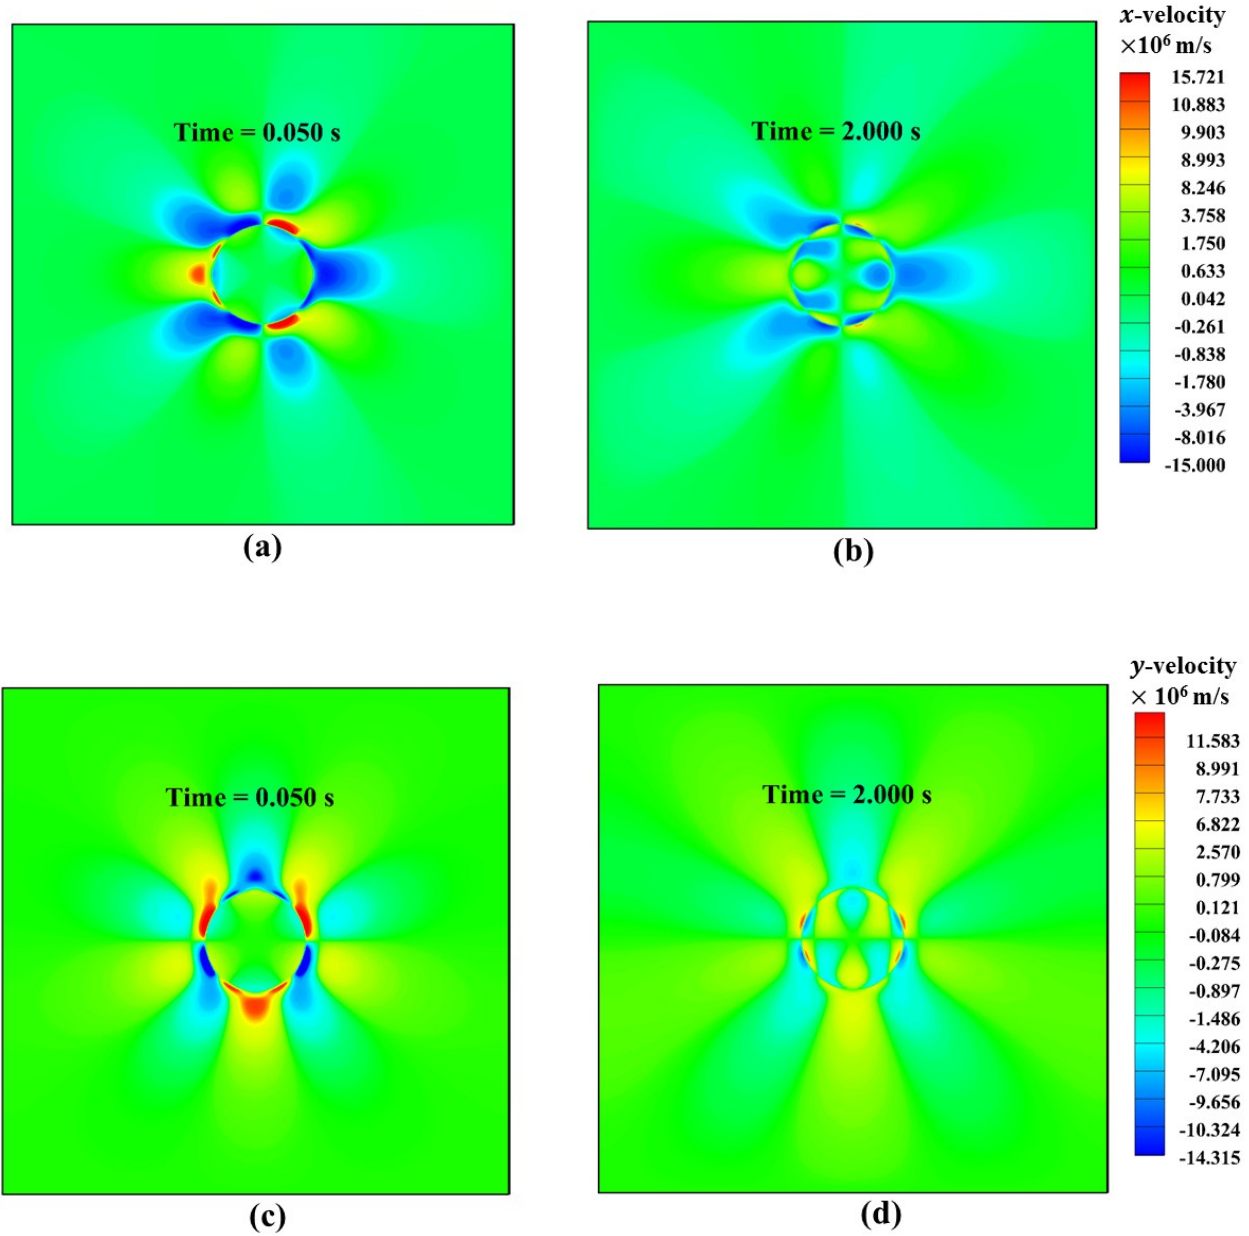 x-velocity
×10⁶ m/s
Time = 0.050 s
Time = 2.000 s
15.721
10.883
9.903
8.993
8.246
3.758
1.750
0.633
0.042
-0.261
-0.838
-1.780
-3.967
-8.016
-15.000
(a)
(b)
y-velocity
× 10⁶ m/s
Time = 0.050 s
Time = 2.000 s
11.583
8.991
7.733
6.822
2.570
0.799
0.121
-0.084
-0.275
-0.897
-1.486
-4.206
-7.095
-9.656
-10.324
-14.315
(c)
(d)